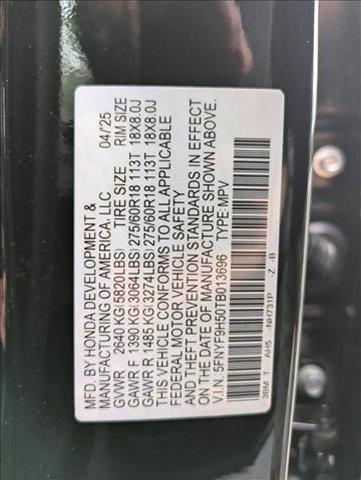 MFD. BY HONDA DEVELOPMENT &
MANUFACTURING OF AMERICA, LLC 04/25
GVWR 2640 KG (5820LBS) TIRE SIZE RIM SIZE
GAWR F 1390 KG (3064LBS) 275/60R18 113T 18X8.0J
GAWR R 1485 KG (3274LBS) 275/60R18 113T 18X8.0J
THIS VEHICLE CONFORMS TO ALL APPLICABLE
FEDERAL MOTOR VEHICLE SAFETY
AND THEFT PREVENTION STANDARDS IN EFFECT
ON THE DATE OF MANUFACTURE SHOWN ABOVE.
V.I.N. 5FNYF9H50TB013696 TYPE:MPV
3BM T AH5 NH731P Z -B